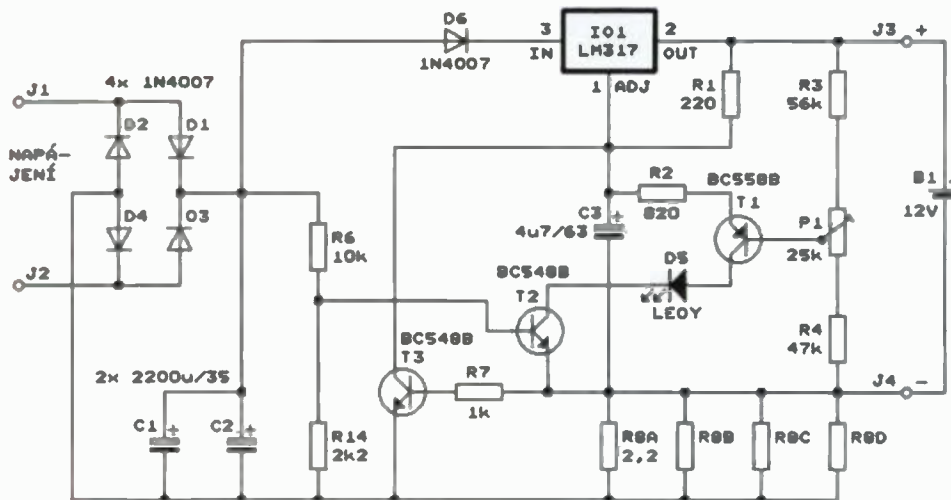 D6
1N4007
3
IN
IO1
LM317
2
OUT
1 ADJ
J3 +
4x 1N4007
J1
D2
D1
NAPÁ-
JENÍ
D4
D3
J2
R1
220
R3
56k
R2
820
BC558B
T1
B1
12V
C3 +
4u7/63
P1
25k
R6
10k
D5
LEDY
BC548B
T2
R4
47k
BC548B
T3
R7
1k
J4 -
2x 2200u/35
C1 +
C2 +
R14
2k2
R8A
2,2
R8B
R8C
R8D